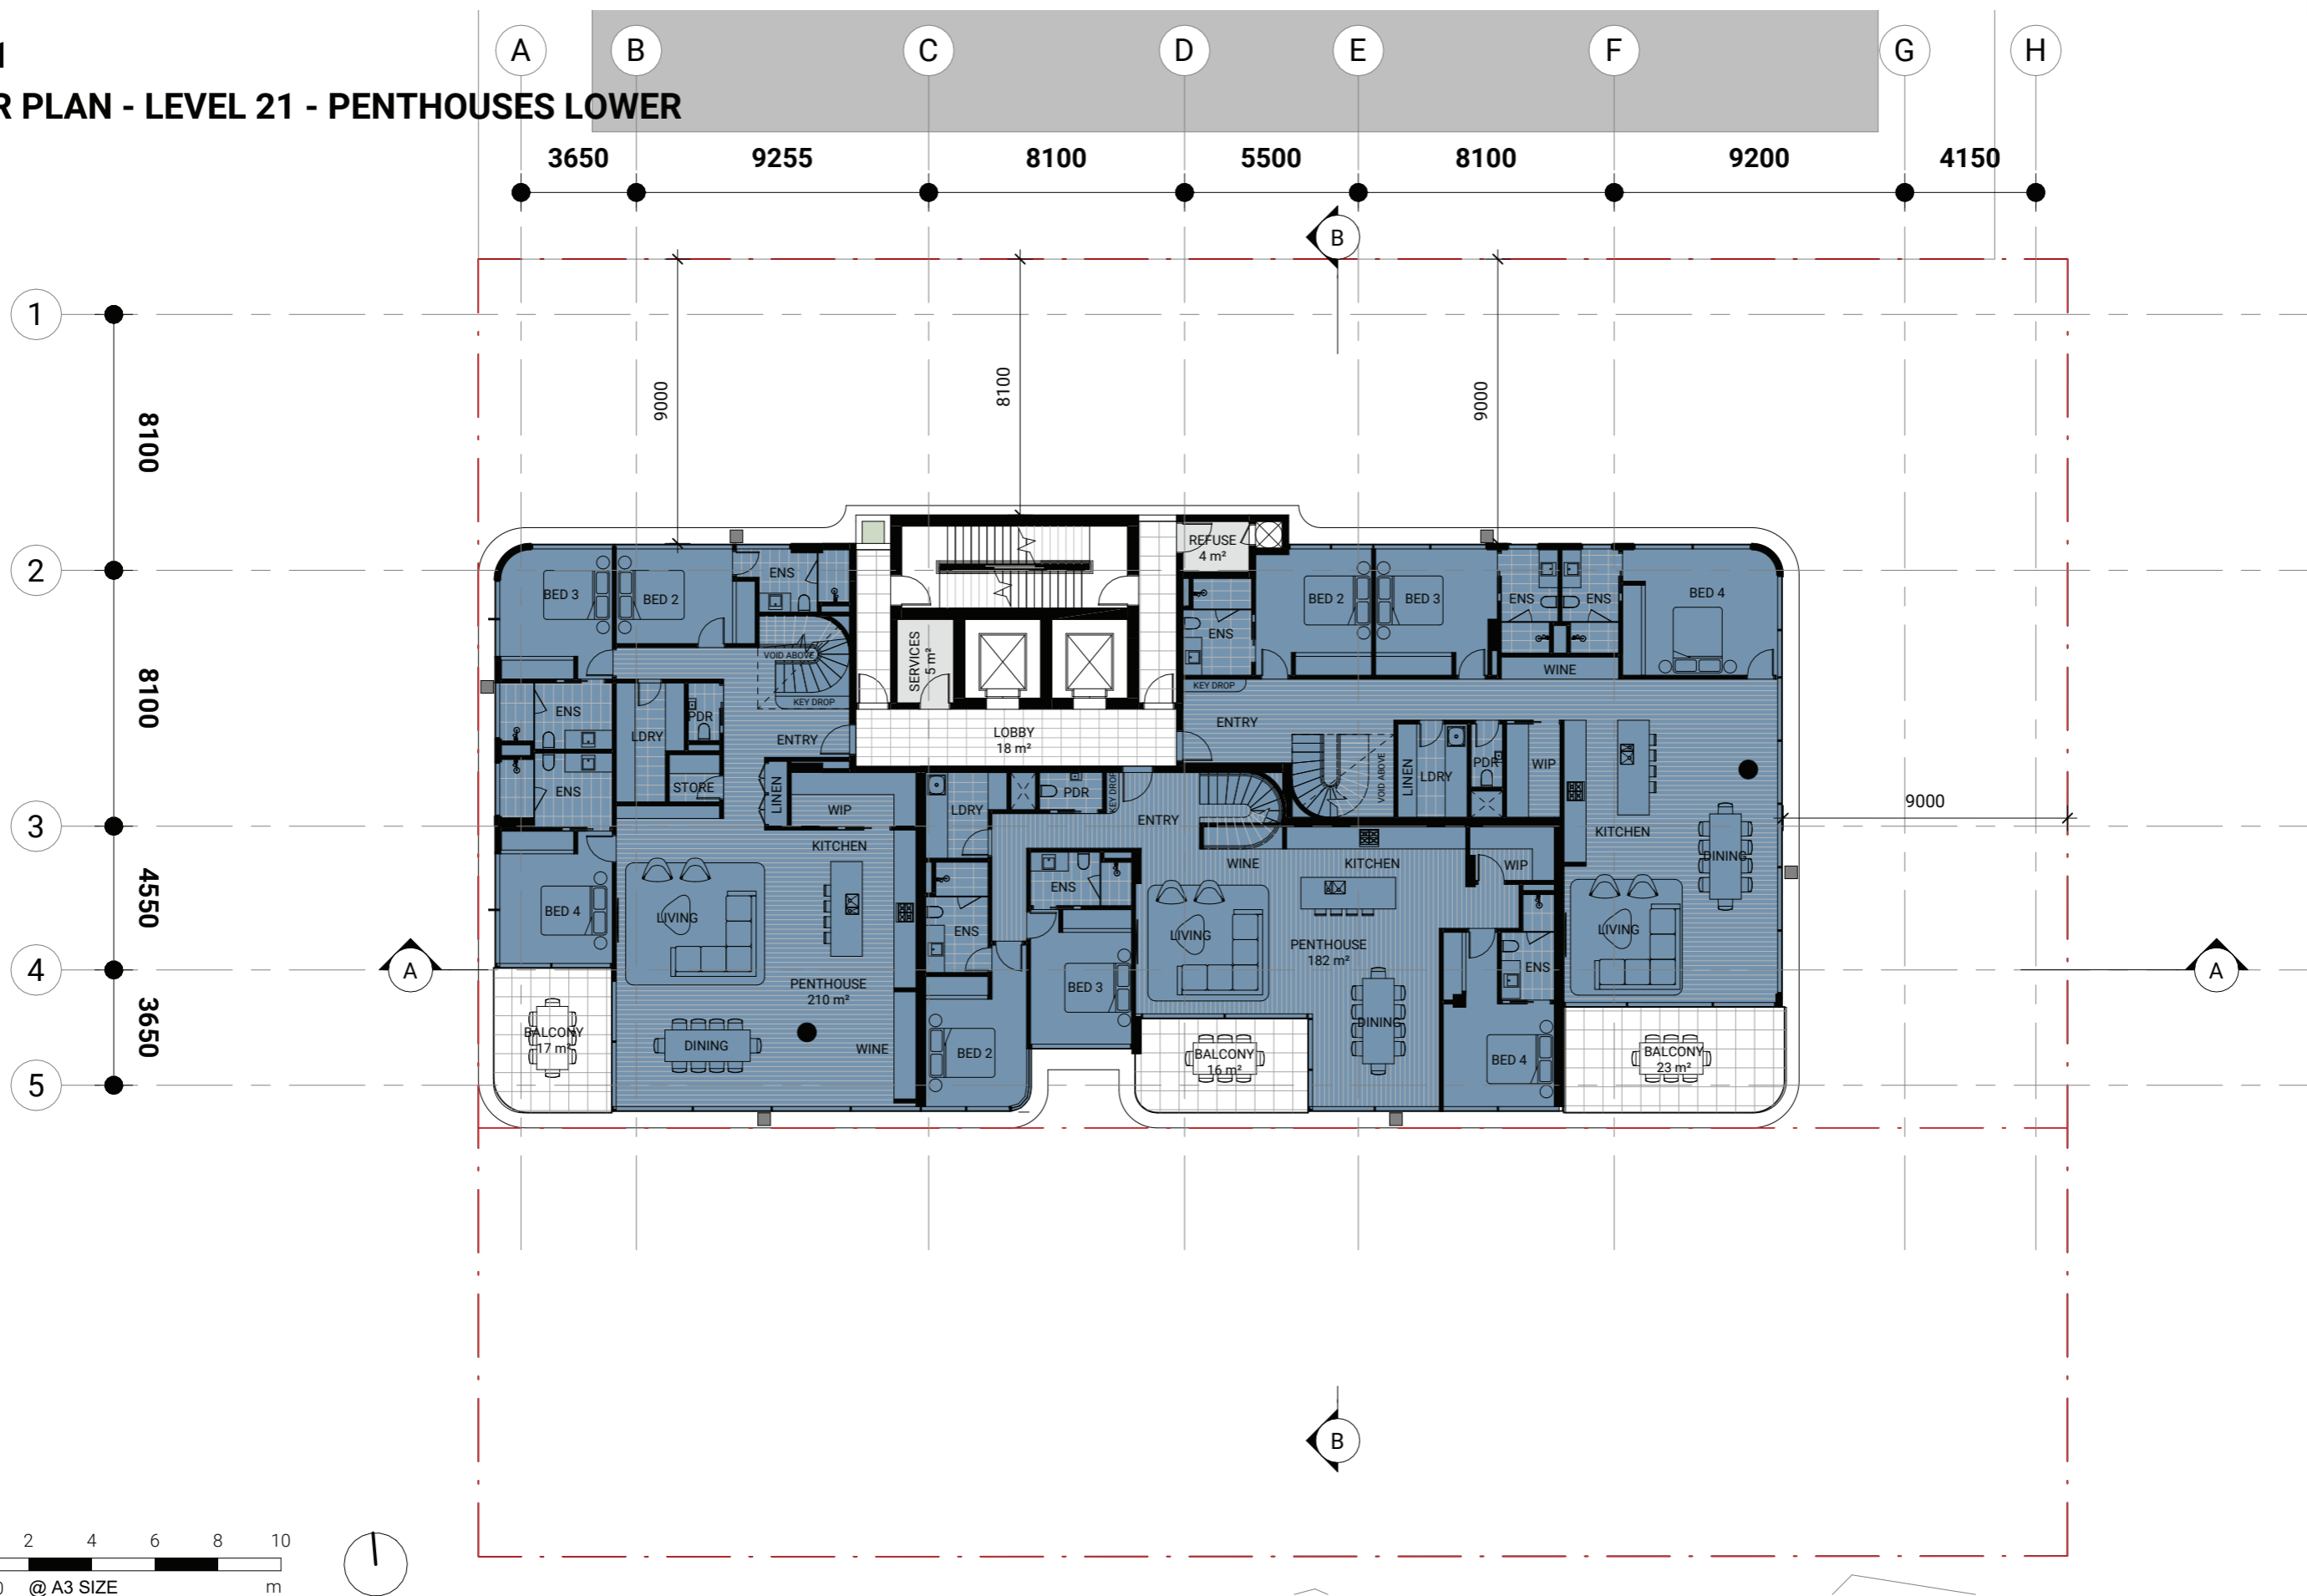 A B C D E F G H
R PLAN - LEVEL 21 - PENTHOUSES LOWER
3650 9255 8100 5500 8100 9200 4150
B
1
9000 8100 9000
8100
2
REFUSE
4 m²
BED 3 BED 2 ENS
BED 2 BED 3 ENS ENS BED 4
ENS
SERVICES
5 m²
VOID ABOVE
WINE
KEY DROP
KEY DROP
8100
ENS PDR
LDRY ENTRY
ENTRY
LOBBY
18 m²
LINEN LDRY PDR WIP
VOID ABOVE
ENS STORE LINEN WIP
LDRY PDR KEY DROP ENTRY
9000
3
KITCHEN
KITCHEN
WINE KITCHEN WIP
DINING
4550
BED 4 LIVING
ENS
ENS
LIVING
LIVING
PENTHOUSE
182 m²
4
A
A
ENS
PENTHOUSE
210 m²
BED 3
3650
BALCONY
17 m²
DINING WINE
BED 2
BALCONY
16 m²
DINING
BED 4
BALCONY
23 m²
5
B
2 4 6 8 10
@ A3 SIZE m